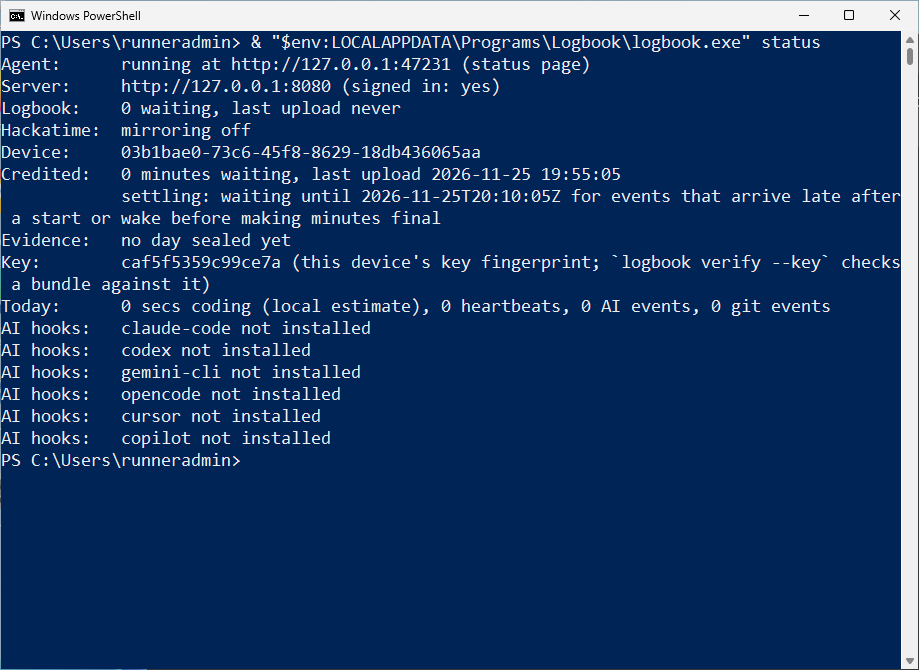 Windows PowerShell
PS C:\Users\runneradmin> & "$env:LOCALAPPDATA\Programs\Logbook\logbook.exe" status
Agent:      running at http://127.0.0.1:47231 (status page)
Server:     http://127.0.0.1:8080 (signed in: yes)
Logbook:    0 waiting, last upload never
Hackatime:  mirroring off
Device:     03b1bae0-73c6-45f8-8629-18db436065aa
Credited:   0 minutes waiting, last upload 2026-11-25 19:55:05
            settling: waiting until 2026-11-25T20:10:05Z for events that arrive late after
 a start or wake before making minutes final
Evidence:   no day sealed yet
Key:        caf5f5359c99ce7a (this device's key fingerprint; `logbook verify --key` checks
 a bundle against it)
Today:      0 secs coding (local estimate), 0 heartbeats, 0 AI events, 0 git events
AI hooks:   claude-code not installed
AI hooks:   codex not installed
AI hooks:   gemini-cli not installed
AI hooks:   opencode not installed
AI hooks:   cursor not installed
AI hooks:   copilot not installed
PS C:\Users\runneradmin>